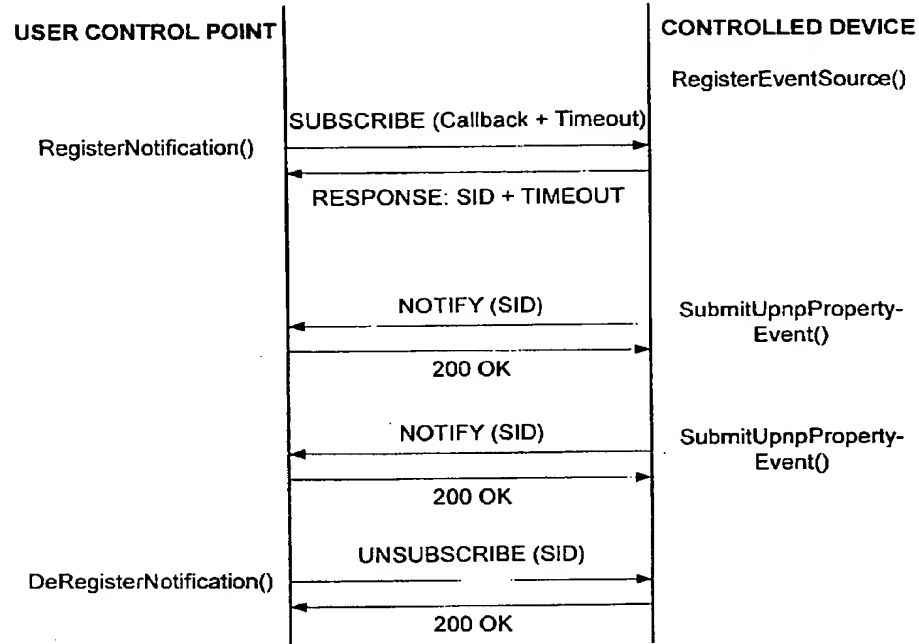 USER CONTROL POINT
CONTROLLED DEVICE
RegisterEventSource()
SUBSCRIBE (Callback + Timeout)
RegisterNotification()
RESPONSE: SID + TIMEOUT
NOTIFY (SID)
SubmitUpnpProperty-
Event()
200 OK
NOTIFY (SID)
SubmitUpnpProperty-
Event()
200 OK
UNSUBSCRIBE (SID)
DeRegisterNotification()
200 OK